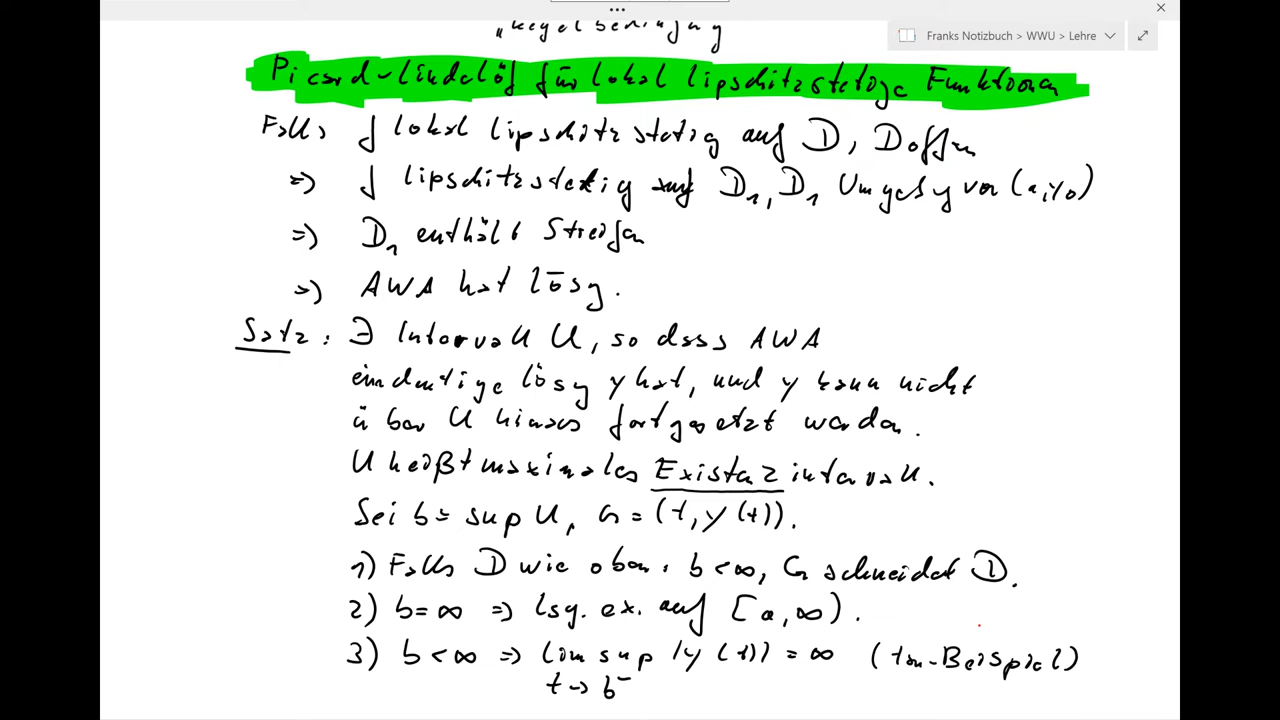 "Kegelbedingung
Franks Notizbuch > WWU > Lehre
Picard-Lindelöf für lokal lipschitzstetige Funktionen
Falls f lokal lipschitzstetig auf D, D offen
=> f lipschitzstetig auf D₁, D₁ Umgebg von (a,y₀)
=> D₁ enthält Streifen
=> AWA hat lösg.
Satz: ∃ Intervall U, so dass AWA
eindeutige lösg y hat, und y kann nicht
über U hinaus fortgesetzt werden.
U heißt maximales Existenzintervall.
Sei b = sup U, G = (t, y(t)).
1) Falls D wie oben: b < ∞, G schneidet D.
2) b = ∞ => lsg. ex. auf [a, ∞).
3) b < ∞ => lim sup |y(t)| = ∞ (tan-Beispiel)
t -> b⁻